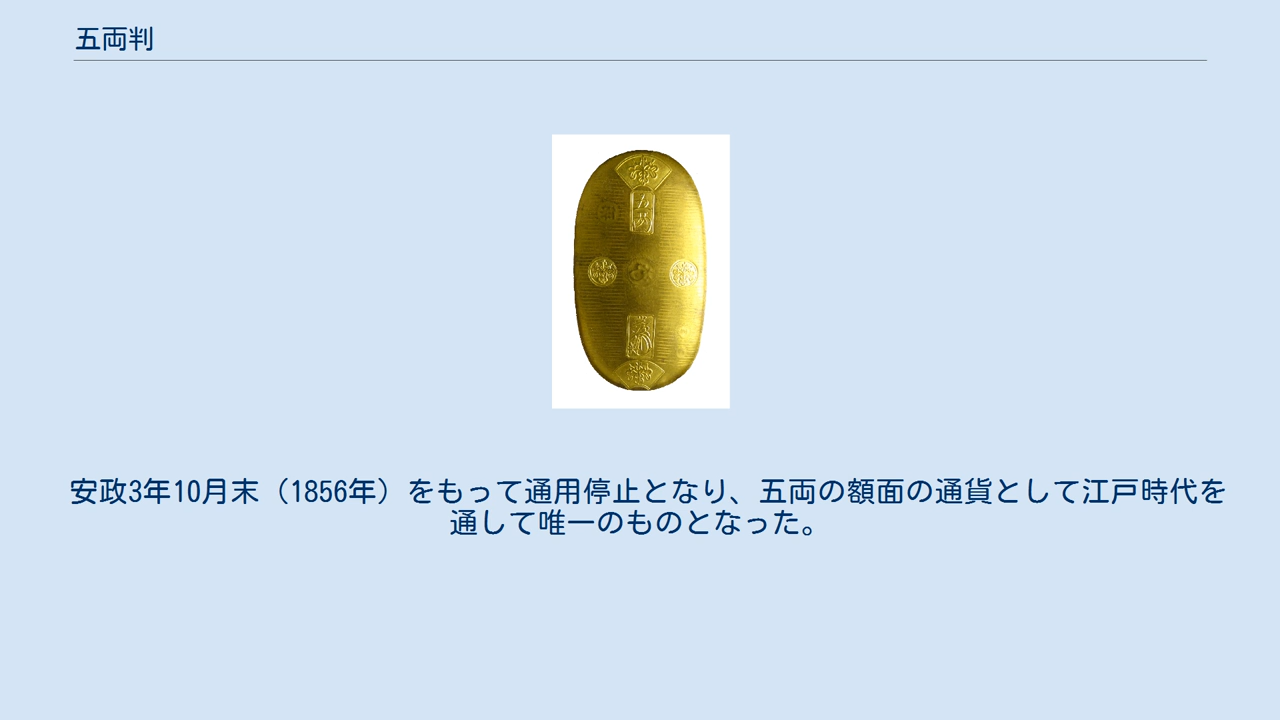 五両判
五両
安政3年10月末（1856年）をもって通用停止となり、五両の額面の通貨として江戸時代を
通して唯一のものとなった。